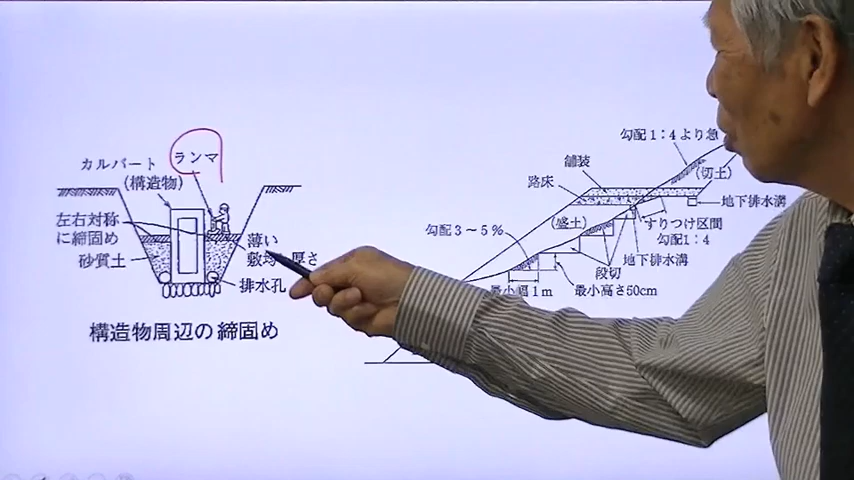 カルバート
(構造物)
ランマ
左右対称
に締固め
砂質土
薄い
敷均し厚さ
排水孔
構造物周辺の締固め
勾配1:4より急
(切土)
舗装
路床
地下排水溝
(盛土)
すりつけ区間
勾配1:4
勾配3～5%
地下排水溝
段切
最小幅1m
最小高さ50cm